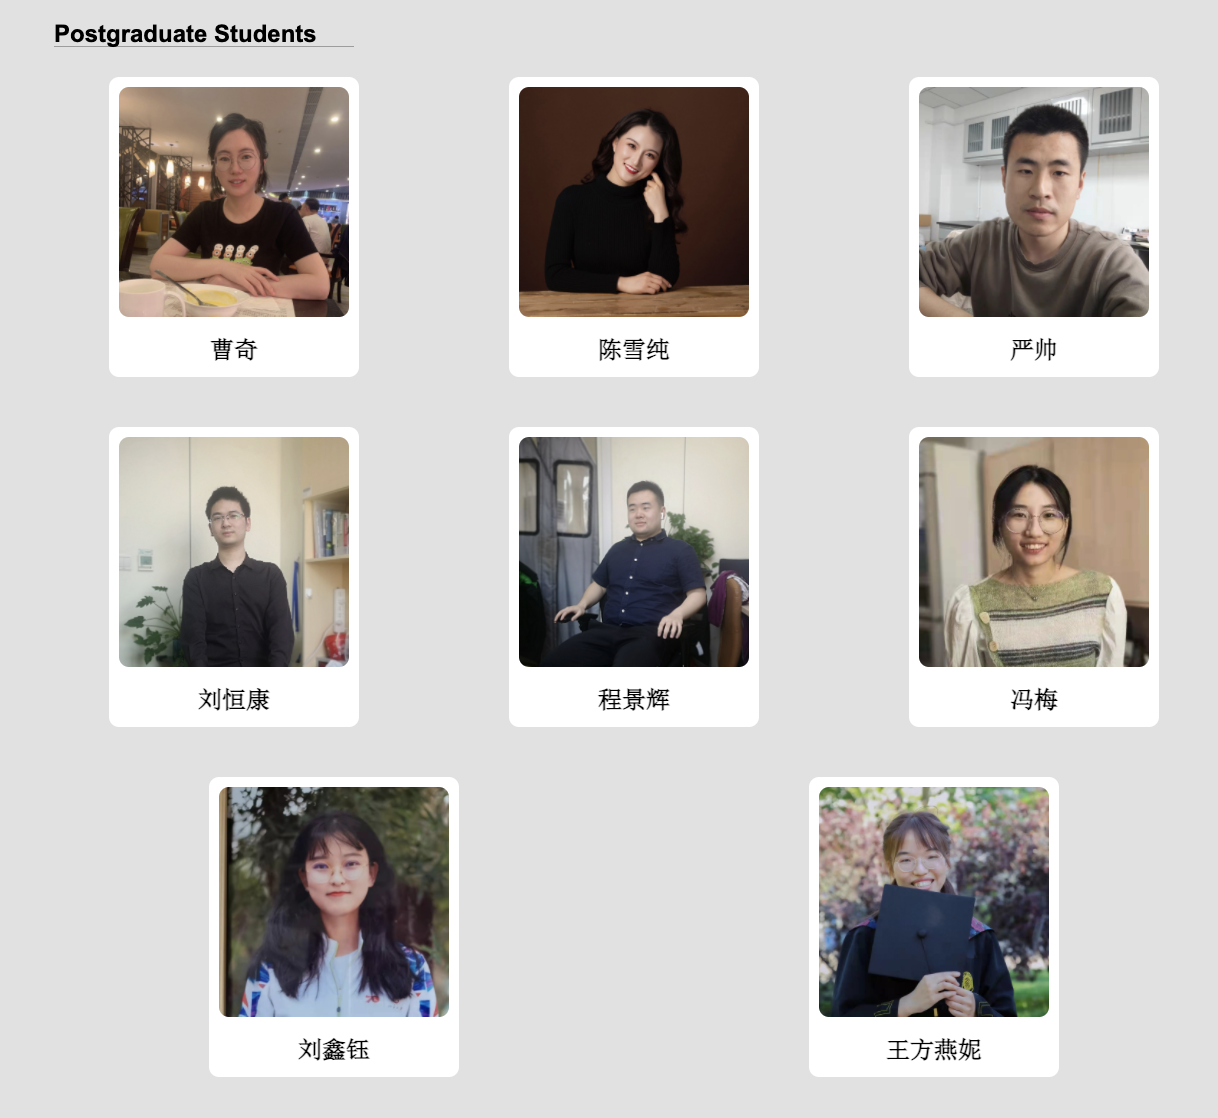 Postgraduate Students
曹奇
陈雪纯
严帅
刘恒康
程景辉
冯梅
刘鑫钰
王方燕妮